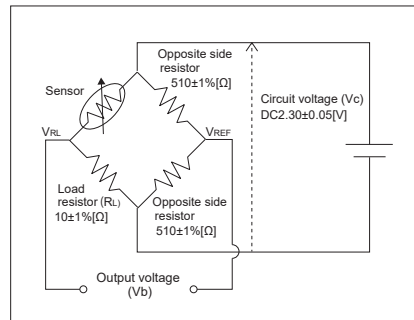 Opposite side
resistor
510±1%[Ω]
Sensor
Circuit voltage (Vc)
DC2.30±0.05[V]
VRL
VREF
Load
resistor (RL)
10±1%[Ω]
Opposite side
resistor
510±1%[Ω]
Output voltage
(Vb)